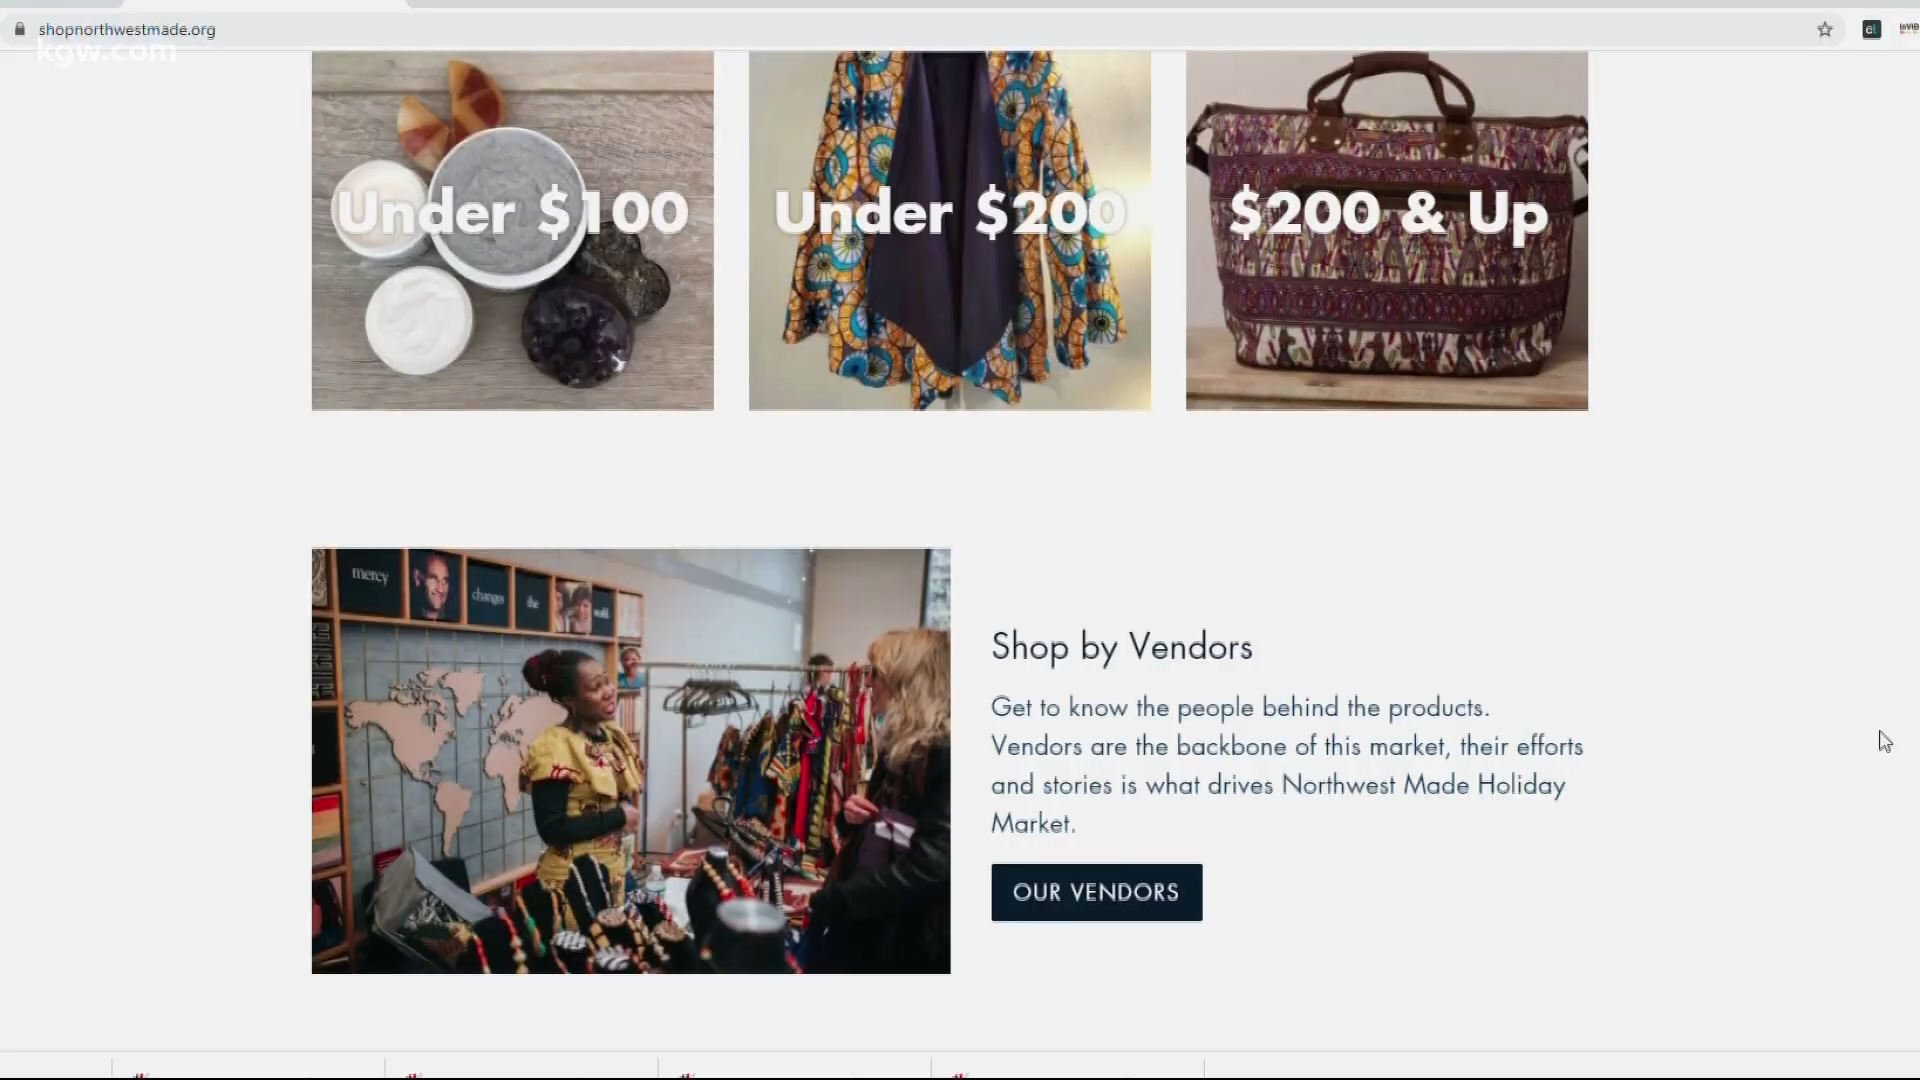 shopnorthwestmade.org
kgw.com
Under $100
Under $200
$200 & Up
mercy
changes
the
world.
Shop by Vendors
Get to know the people behind the products.
Vendors are the backbone of this market, their efforts
and stories is what drives Northwest Made Holiday
Market.
OUR VENDORS